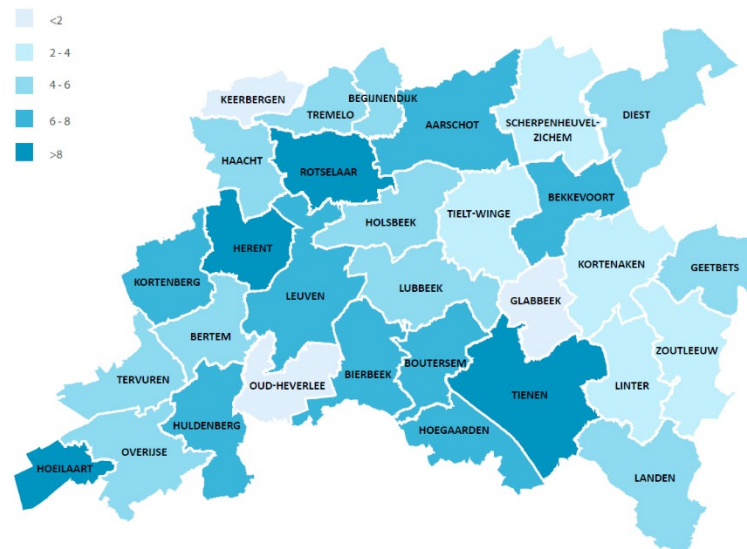 <2
2 - 4
4 - 6
6 - 8
>8
KEERBERGEN
TREMELO
BEGIJNENDIJK
AARSCHOT
SCHERPENHEUVEL-
ZICHEM
DIEST
HAACHT
ROTSELAAR
HOLSBEEK
TIELT-WINGE
BEKKEVOORT
HERENT
KORTENBERG
LEUVEN
LUBBEEK
GLABBEEK
KORTENAKEN
GEETBETS
BERTEM
TERVUREN
OUD-HEVERLEE
BIERBEEK
BOUTERSEM
TIENEN
LINTER
ZOUTLEEUW
HULDENBERG
HOEGAARDEN
HOEILAART
OVERIJSE
LANDEN